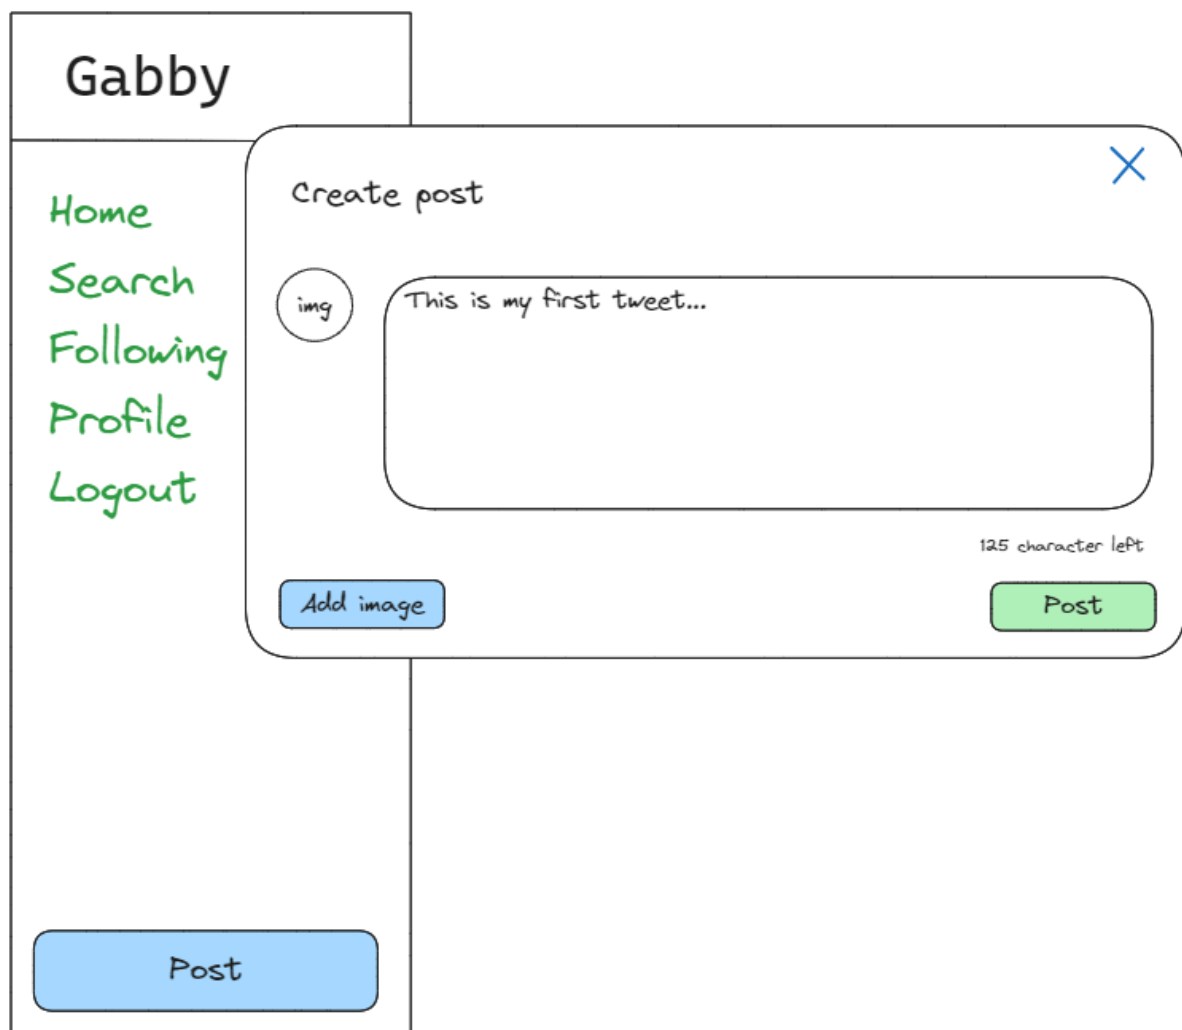 Gabby
Home
Search
Following
Profile
Logout
Post
Create post
img
This is my first tweet...
125 character left
Add image
Post